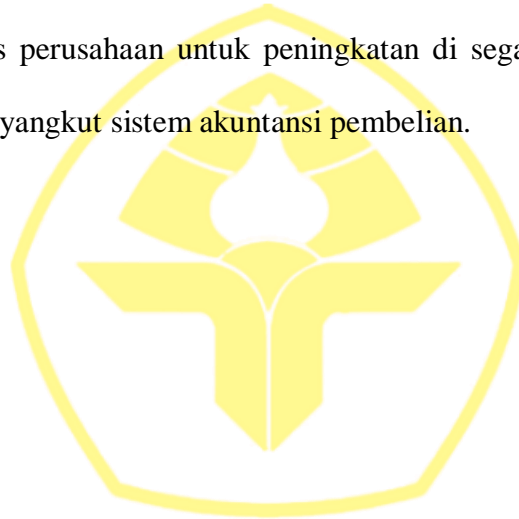 s perusahaan untuk peningkatan di sega
yangkut sistem akuntansi pembelian.